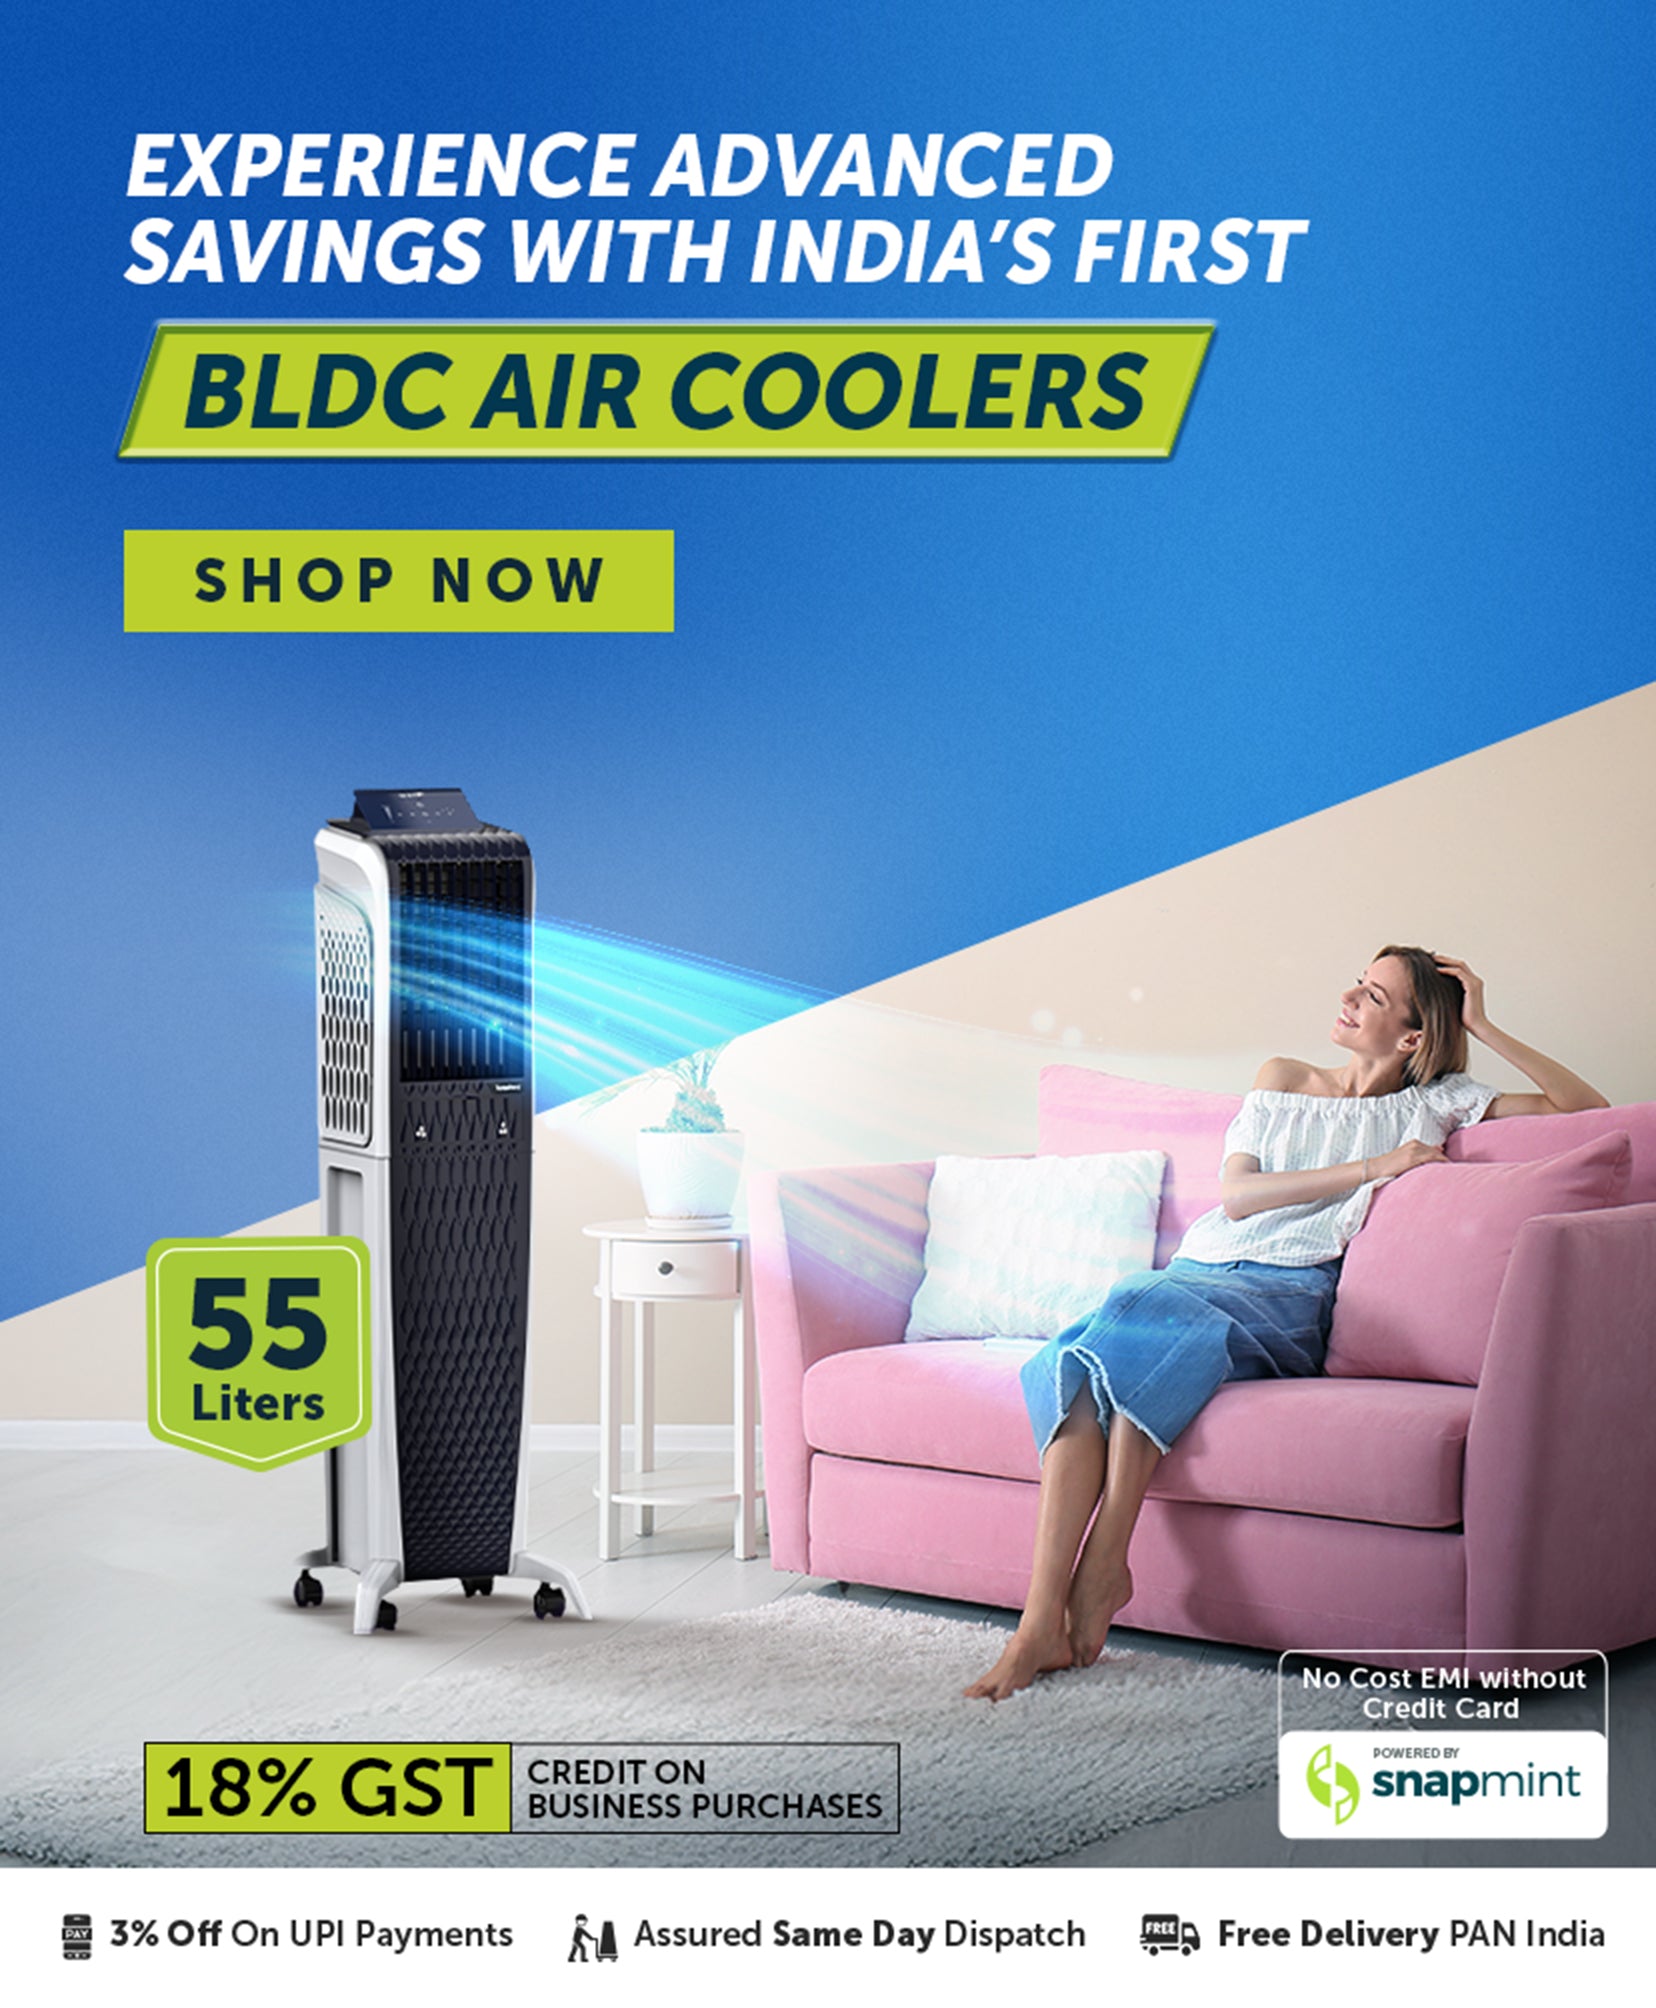 EXPERIENCE ADVANCED
SAVINGS WITH INDIA'S FIRST
BLDC AIR COOLERS
SHOP NOW
55
Liters
No Cost EMI without
Credit Card
POWERED BY
snapmint
18% GST
CREDIT ON
BUSINESS PURCHASES
PAY
3% Off On UPI Payments
Assured Same Day Dispatch
FREE
Free Delivery PAN India